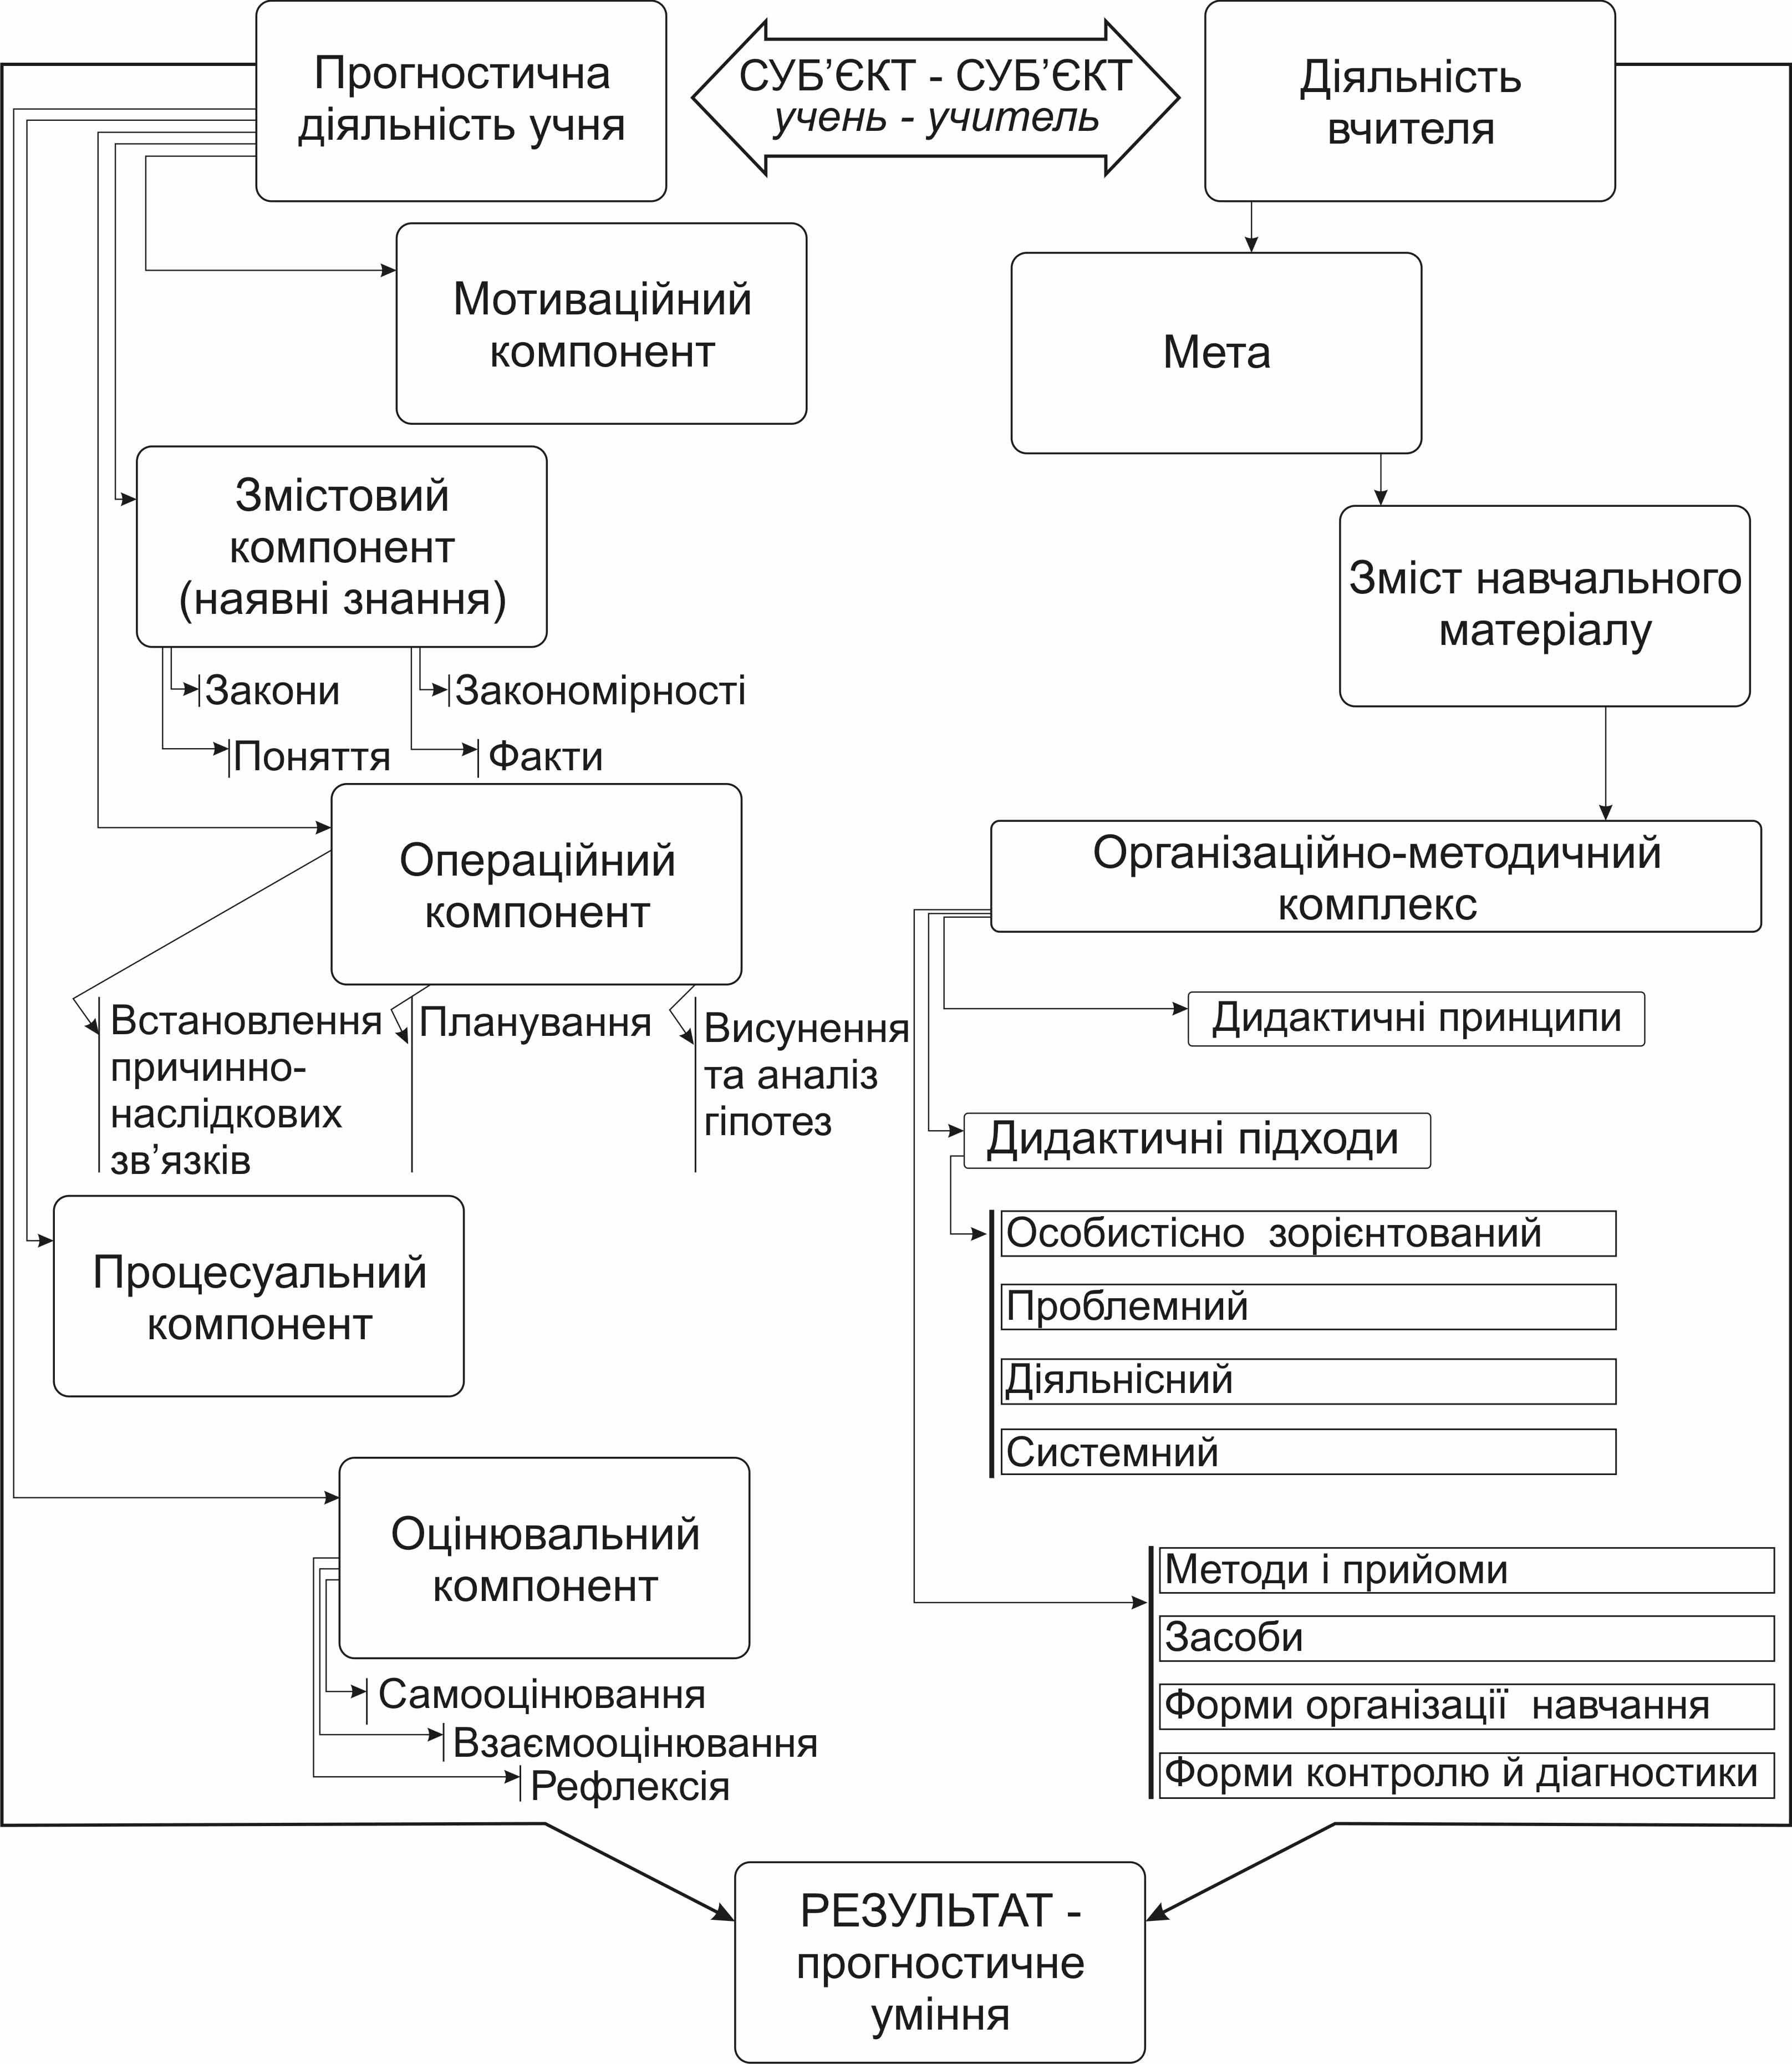 Прогностична
діяльність учня
СУБ’ЄКТ - СУБ’ЄКТ
учень - учитель
Діяльність
вчителя
Мотиваційний
компонент
Мета
Змістовий
компонент
(наявні знання)
Зміст навчального
матеріалу
Закони
Закономірності
Поняття
Факти
Операційний
компонент
Організаційно-методичний
комплекс
Встановлення
причинно-
наслідкових
зв’язків
Планування
Висунення
та аналіз
гіпотез
Дидактичні принципи
Дидактичні підходи
Особистісно  зорієнтований
Проблемний
Діяльнісний
Системний
Процесуальний
компонент
Оцінювальний
компонент
Самооцінювання
Взаємооцінювання
Рефлексія
Методи і прийоми
Засоби
Форми організації  навчання
Форми контролю й діагностики
РЕЗУЛЬТАТ -
прогностичне
уміння